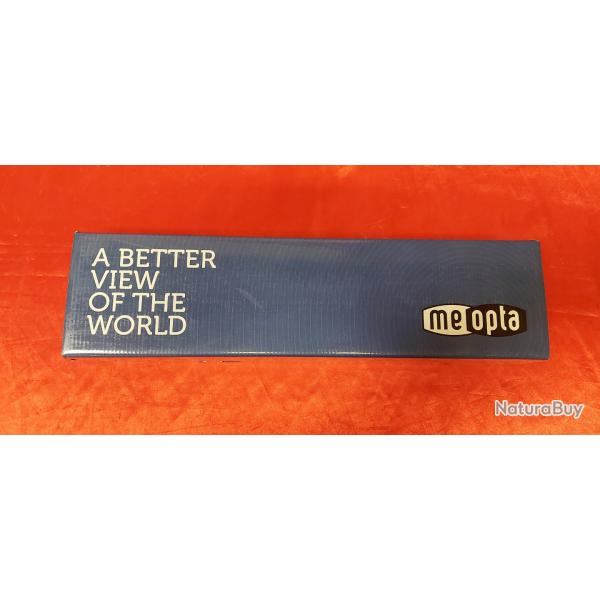 A BETTER
VIEW
OF THE
WORLD
meopta
NaturaBuy